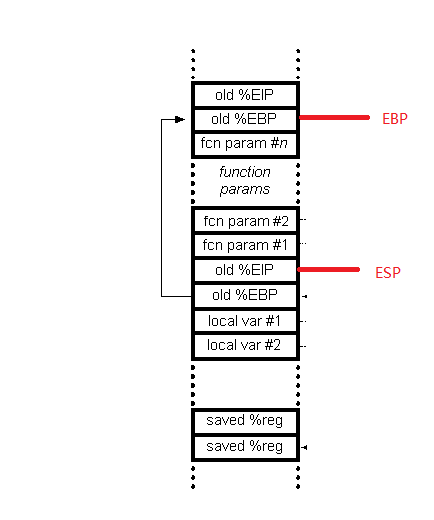 old %EIP
old %EBP
EBP
fcn param #n
function
params
fcn param #2
fcn param #1
old %EIP
ESP
old %EBP
local var #1
local var #2
saved %reg
saved %reg